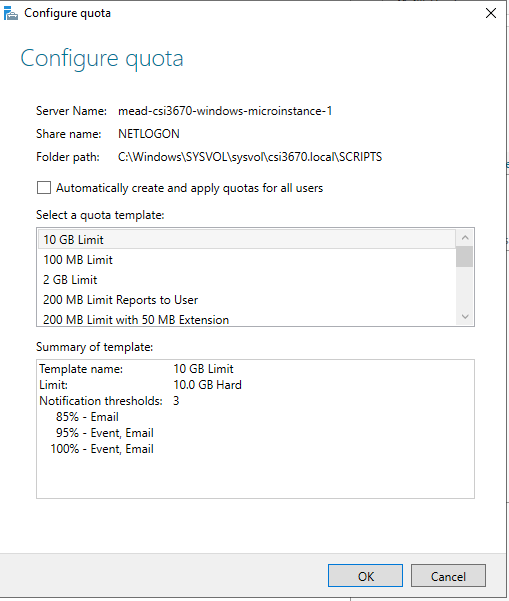 Configure quota
Configure quota
Server Name: mead-csi3670-windows-microinstance-1
Share name: NETLOGON
Folder path: C:\Windows\SYSVOL\sysvol\csi3670.local\SCRIPTS
Automatically create and apply quotas for all users
Select a quota template:
10 GB Limit
100 MB Limit
2 GB Limit
200 MB Limit Reports to User
200 MB Limit with 50 MB Extension
Summary of template:
Template name: 10 GB Limit
Limit: 10.0 GB Hard
Notification thresholds: 3
85% - Email
95% - Event, Email
100% - Event, Email
OK Cancel